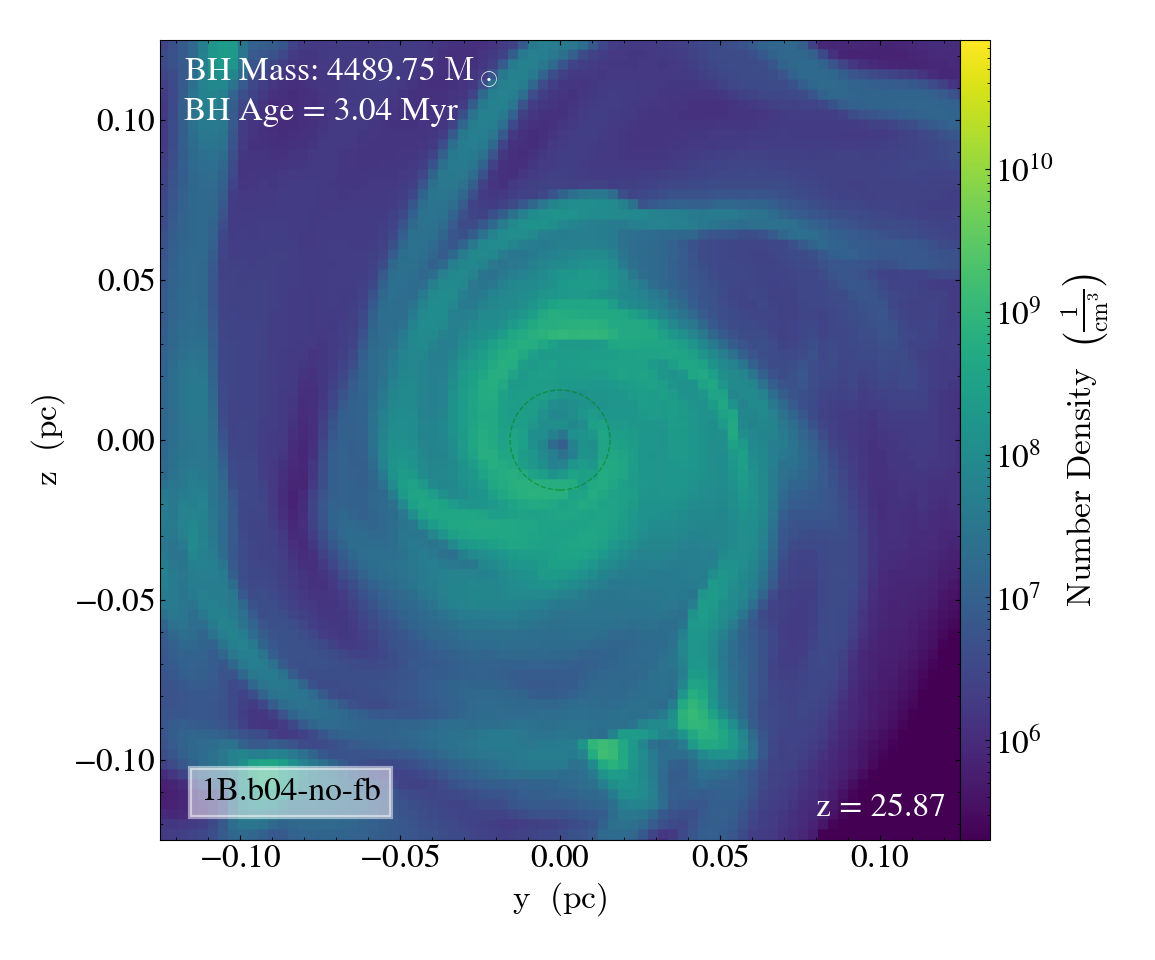 BH Mass: 4489.75 M☉
BH Age = 3.04 Myr
0.10
0.05
0.00
−0.05
−0.10
z (pc)
1B.b04-no-fb
z = 25.87
−0.10 −0.05 0.00 0.05 0.10
y (pc)
10¹⁰
10⁹
10⁸
10⁷
10⁶
Number Density (1/cm³)